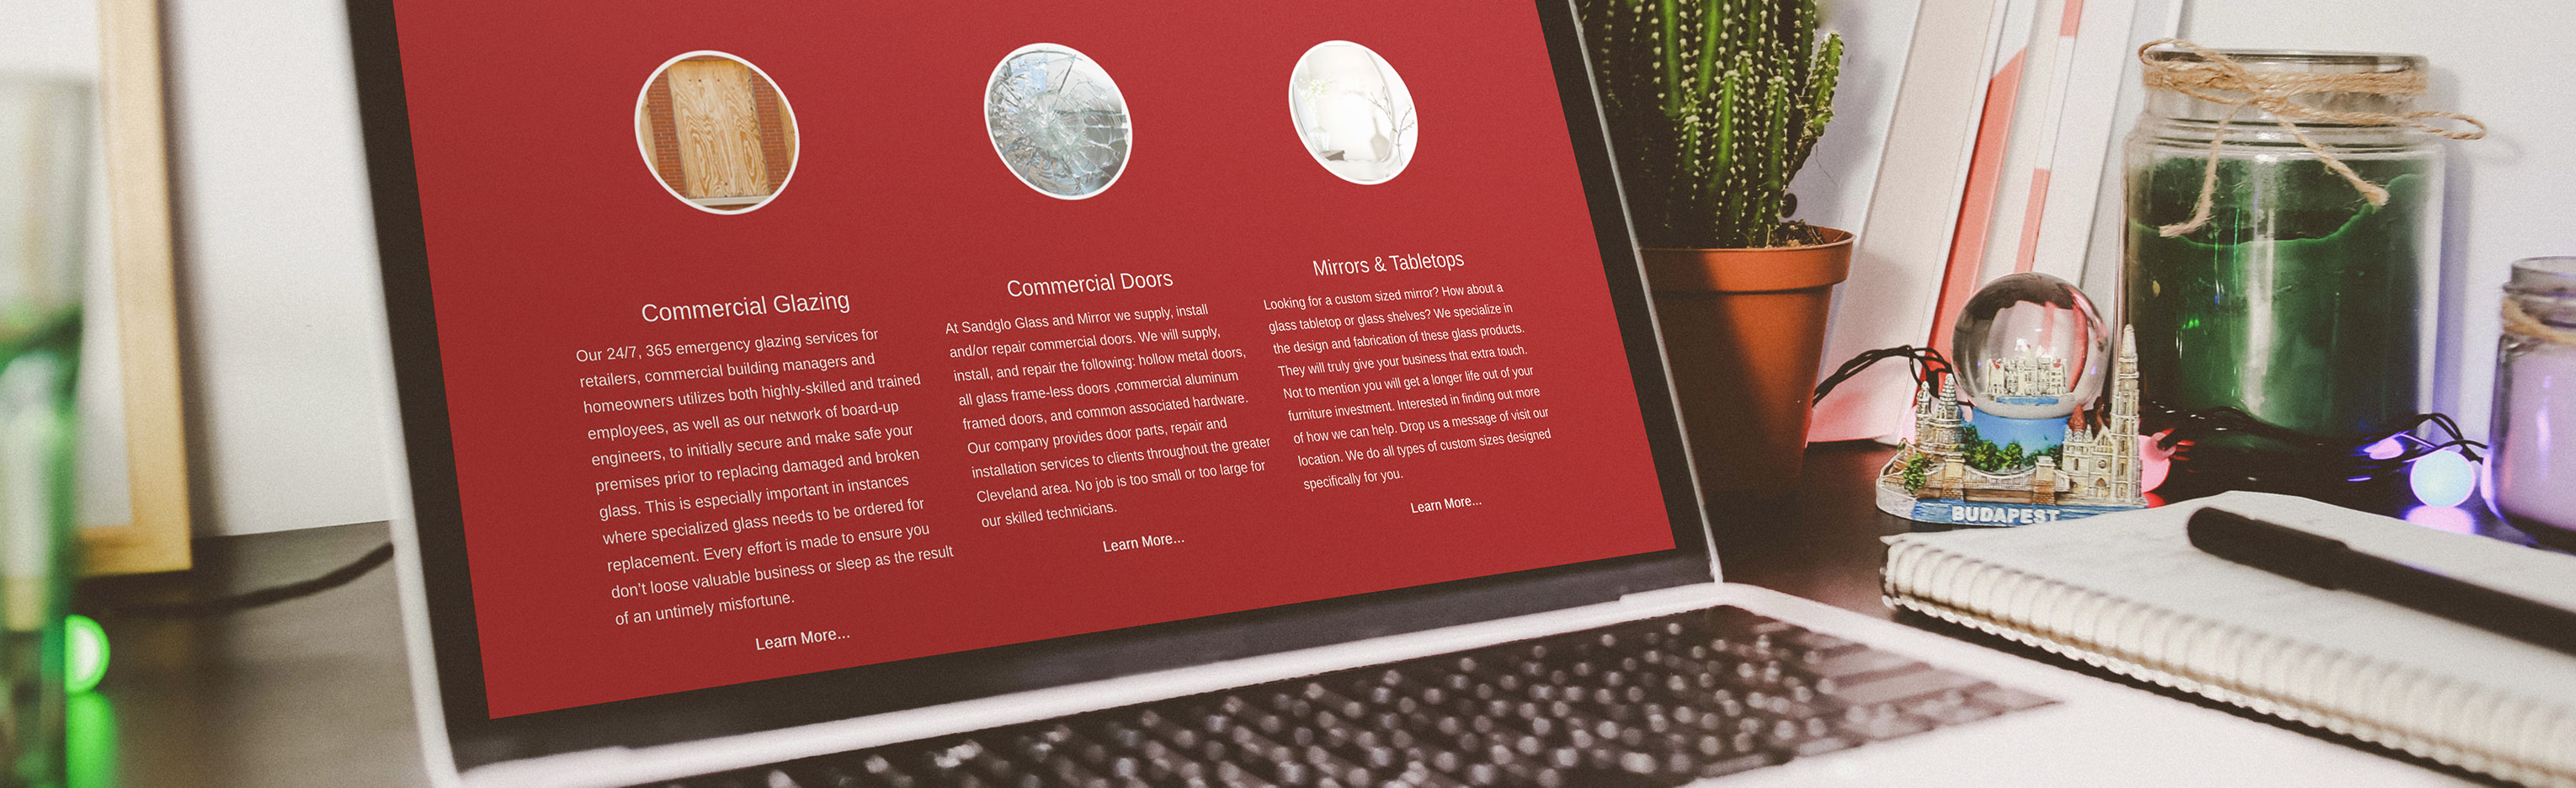 Commercial Glazing
Our 24/7, 365 emergency glazing services for
retailers, commercial building managers and
homeowners utilizes both highly-skilled and trained
employees, as well as our network of board-up
engineers, to initially secure and make safe your
premises prior to replacing damaged and broken
glass. This is especially important in instances
where specialized glass needs to be ordered for
replacement. Every effort is made to ensure you
don't loose valuable business or sleep as the result
of an untimely misfortune.
Learn More...
Commercial Doors
At Sandglo Glass and Mirror we supply, install
and/or repair commercial doors. We will supply,
install, and repair the following: hollow metal doors,
all glass frame-less doors ,commercial aluminum
framed doors, and common associated hardware.
Our company provides door parts, repair and
installation services to clients throughout the greater
Cleveland area. No job is too small or too large for
our skilled technicians.
Learn More...
Mirrors & Tabletops
Looking for a custom sized mirror? How about a
glass tabletop or glass shelves? We specialize in
the design and fabrication of these glass products.
They will truly give your business that extra touch.
Not to mention you will get a longer life out of your
furniture investment. Interested in finding out more
of how we can help. Drop us a message of visit our
location. We do all types of custom sizes designed
specifically for you.
Learn More...
BUDAPEST